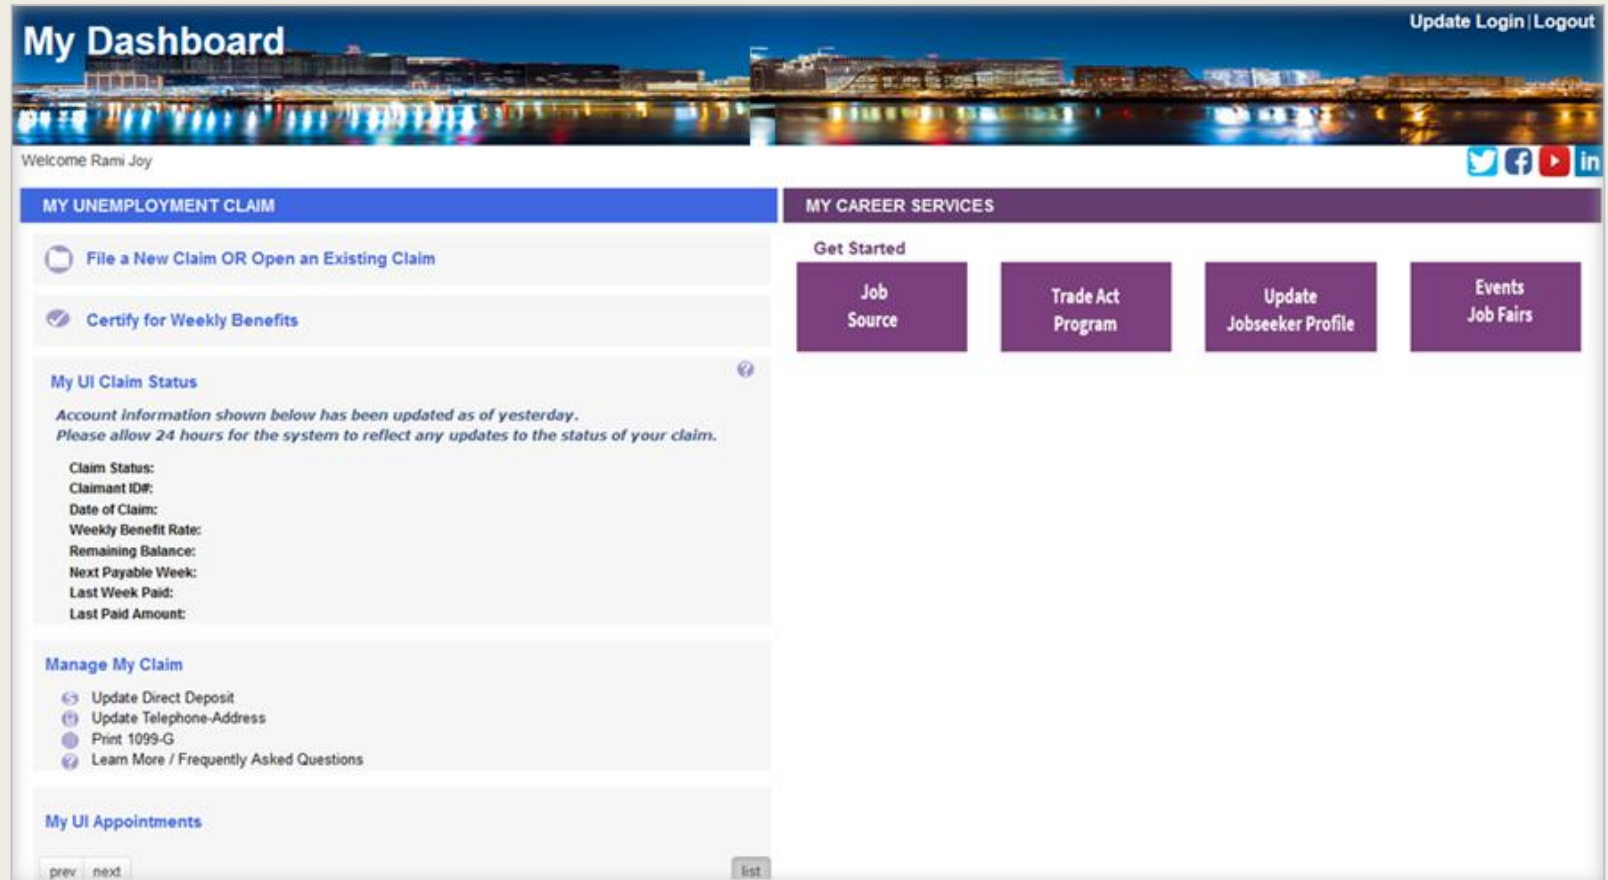 My Dashboard
Update Login|Logout
Welcome Rami Joy
in
MY UNEMPLOYMENT CLAIM
File a New Claim OR Open an Existing Claim
Certify for Weekly Benefits
My UI Claim Status
?
Account information shown below has been updated as of yesterday.
Please allow 24 hours for the system to reflect any updates to the status of your claim.
Claim Status:
Claimant ID#:
Date of Claim:
Weekly Benefit Rate:
Remaining Balance:
Next Payable Week:
Last Week Paid:
Last Paid Amount:
Manage My Claim
Update Direct Deposit
Update Telephone-Address
Print 1099-G
Learn More / Frequently Asked Questions
My UI Appointments
prev next
list
MY CAREER SERVICES
Get Started
Job
Source
Trade Act
Program
Update
Jobseeker Profile
Events
Job Fairs